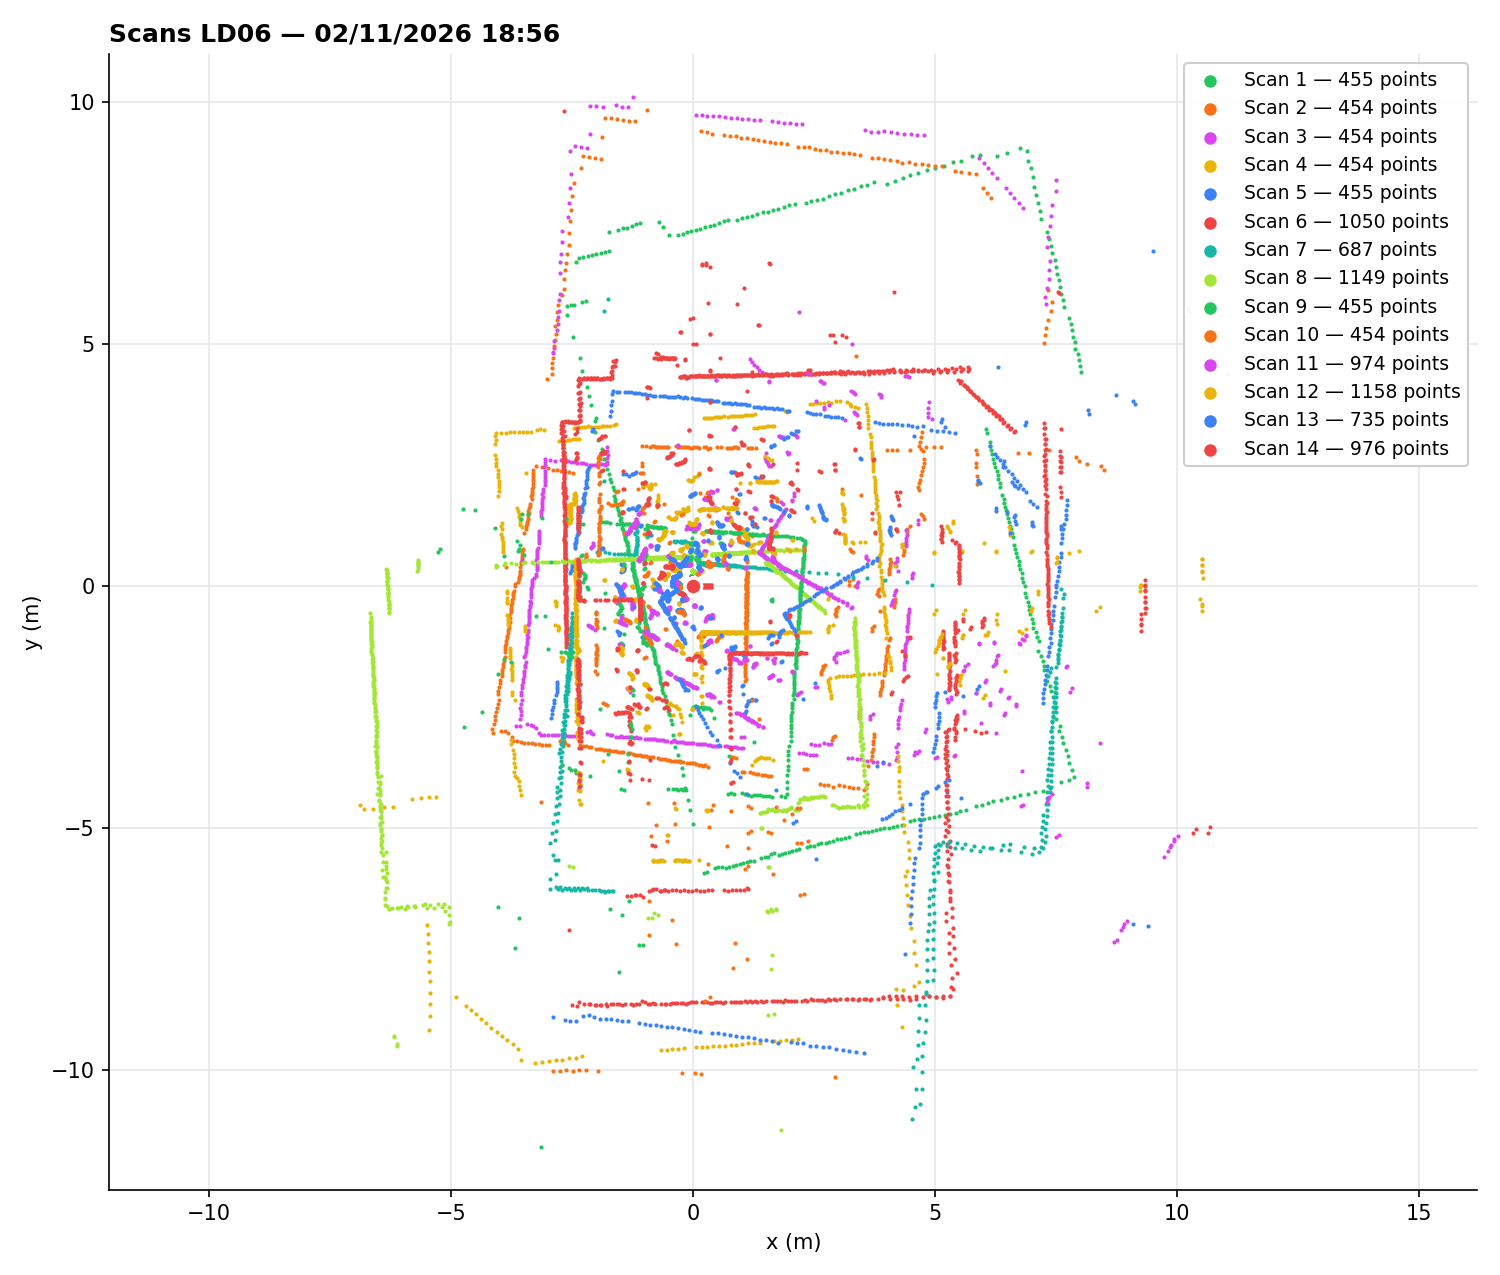 Scans LD06 — 02/11/2026 18:56
Scan 1 — 455 points
Scan 2 — 454 points
Scan 3 — 454 points
Scan 4 — 454 points
Scan 5 — 455 points
Scan 6 — 1050 points
Scan 7 — 687 points
Scan 8 — 1149 points
Scan 9 — 455 points
Scan 10 — 454 points
Scan 11 — 974 points
Scan 12 — 1158 points
Scan 13 — 735 points
Scan 14 — 976 points
10
5
0
−5
−10
y (m)
−10 −5 0 5 10 15
x (m)